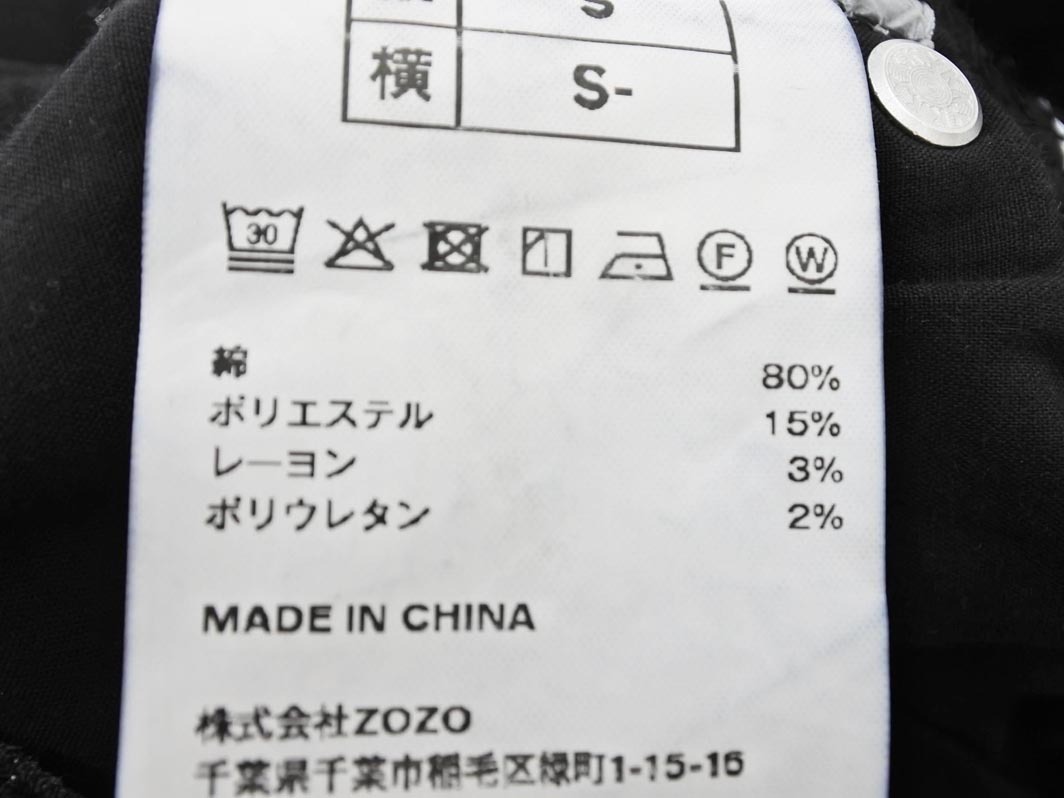 S
横 S-
30
F W
綿 80%
ポリエステル 15%
レーヨン 3%
ポリウレタン 2%
MADE IN CHINA
株式会社ZOZO
千葉県千葉市稲毛区緑町1-15-16